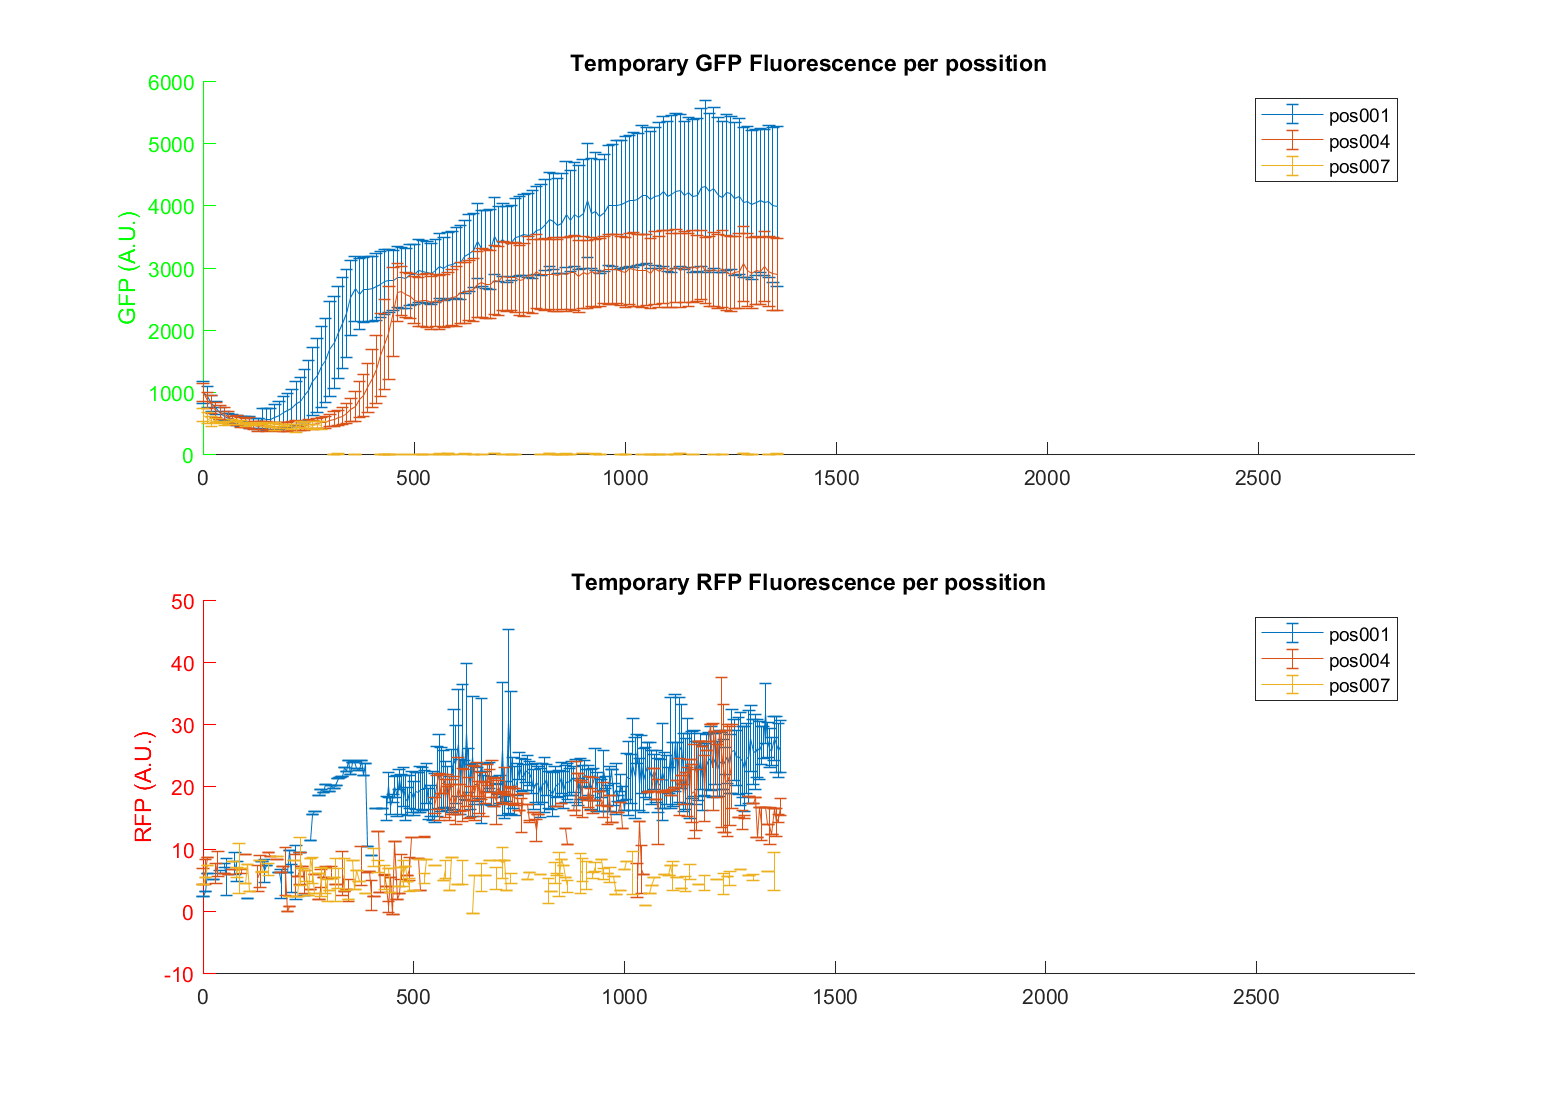 Temporary GFP Fluorescence per possition
6000
5000
4000
3000
2000
1000
0
GFP (A.U.)
pos001
pos004
pos007
0 500 1000 1500 2000 2500
Temporary RFP Fluorescence per possition
50
40
30
20
10
0
-10
RFP (A.U.)
pos001
pos004
pos007
0 500 1000 1500 2000 2500